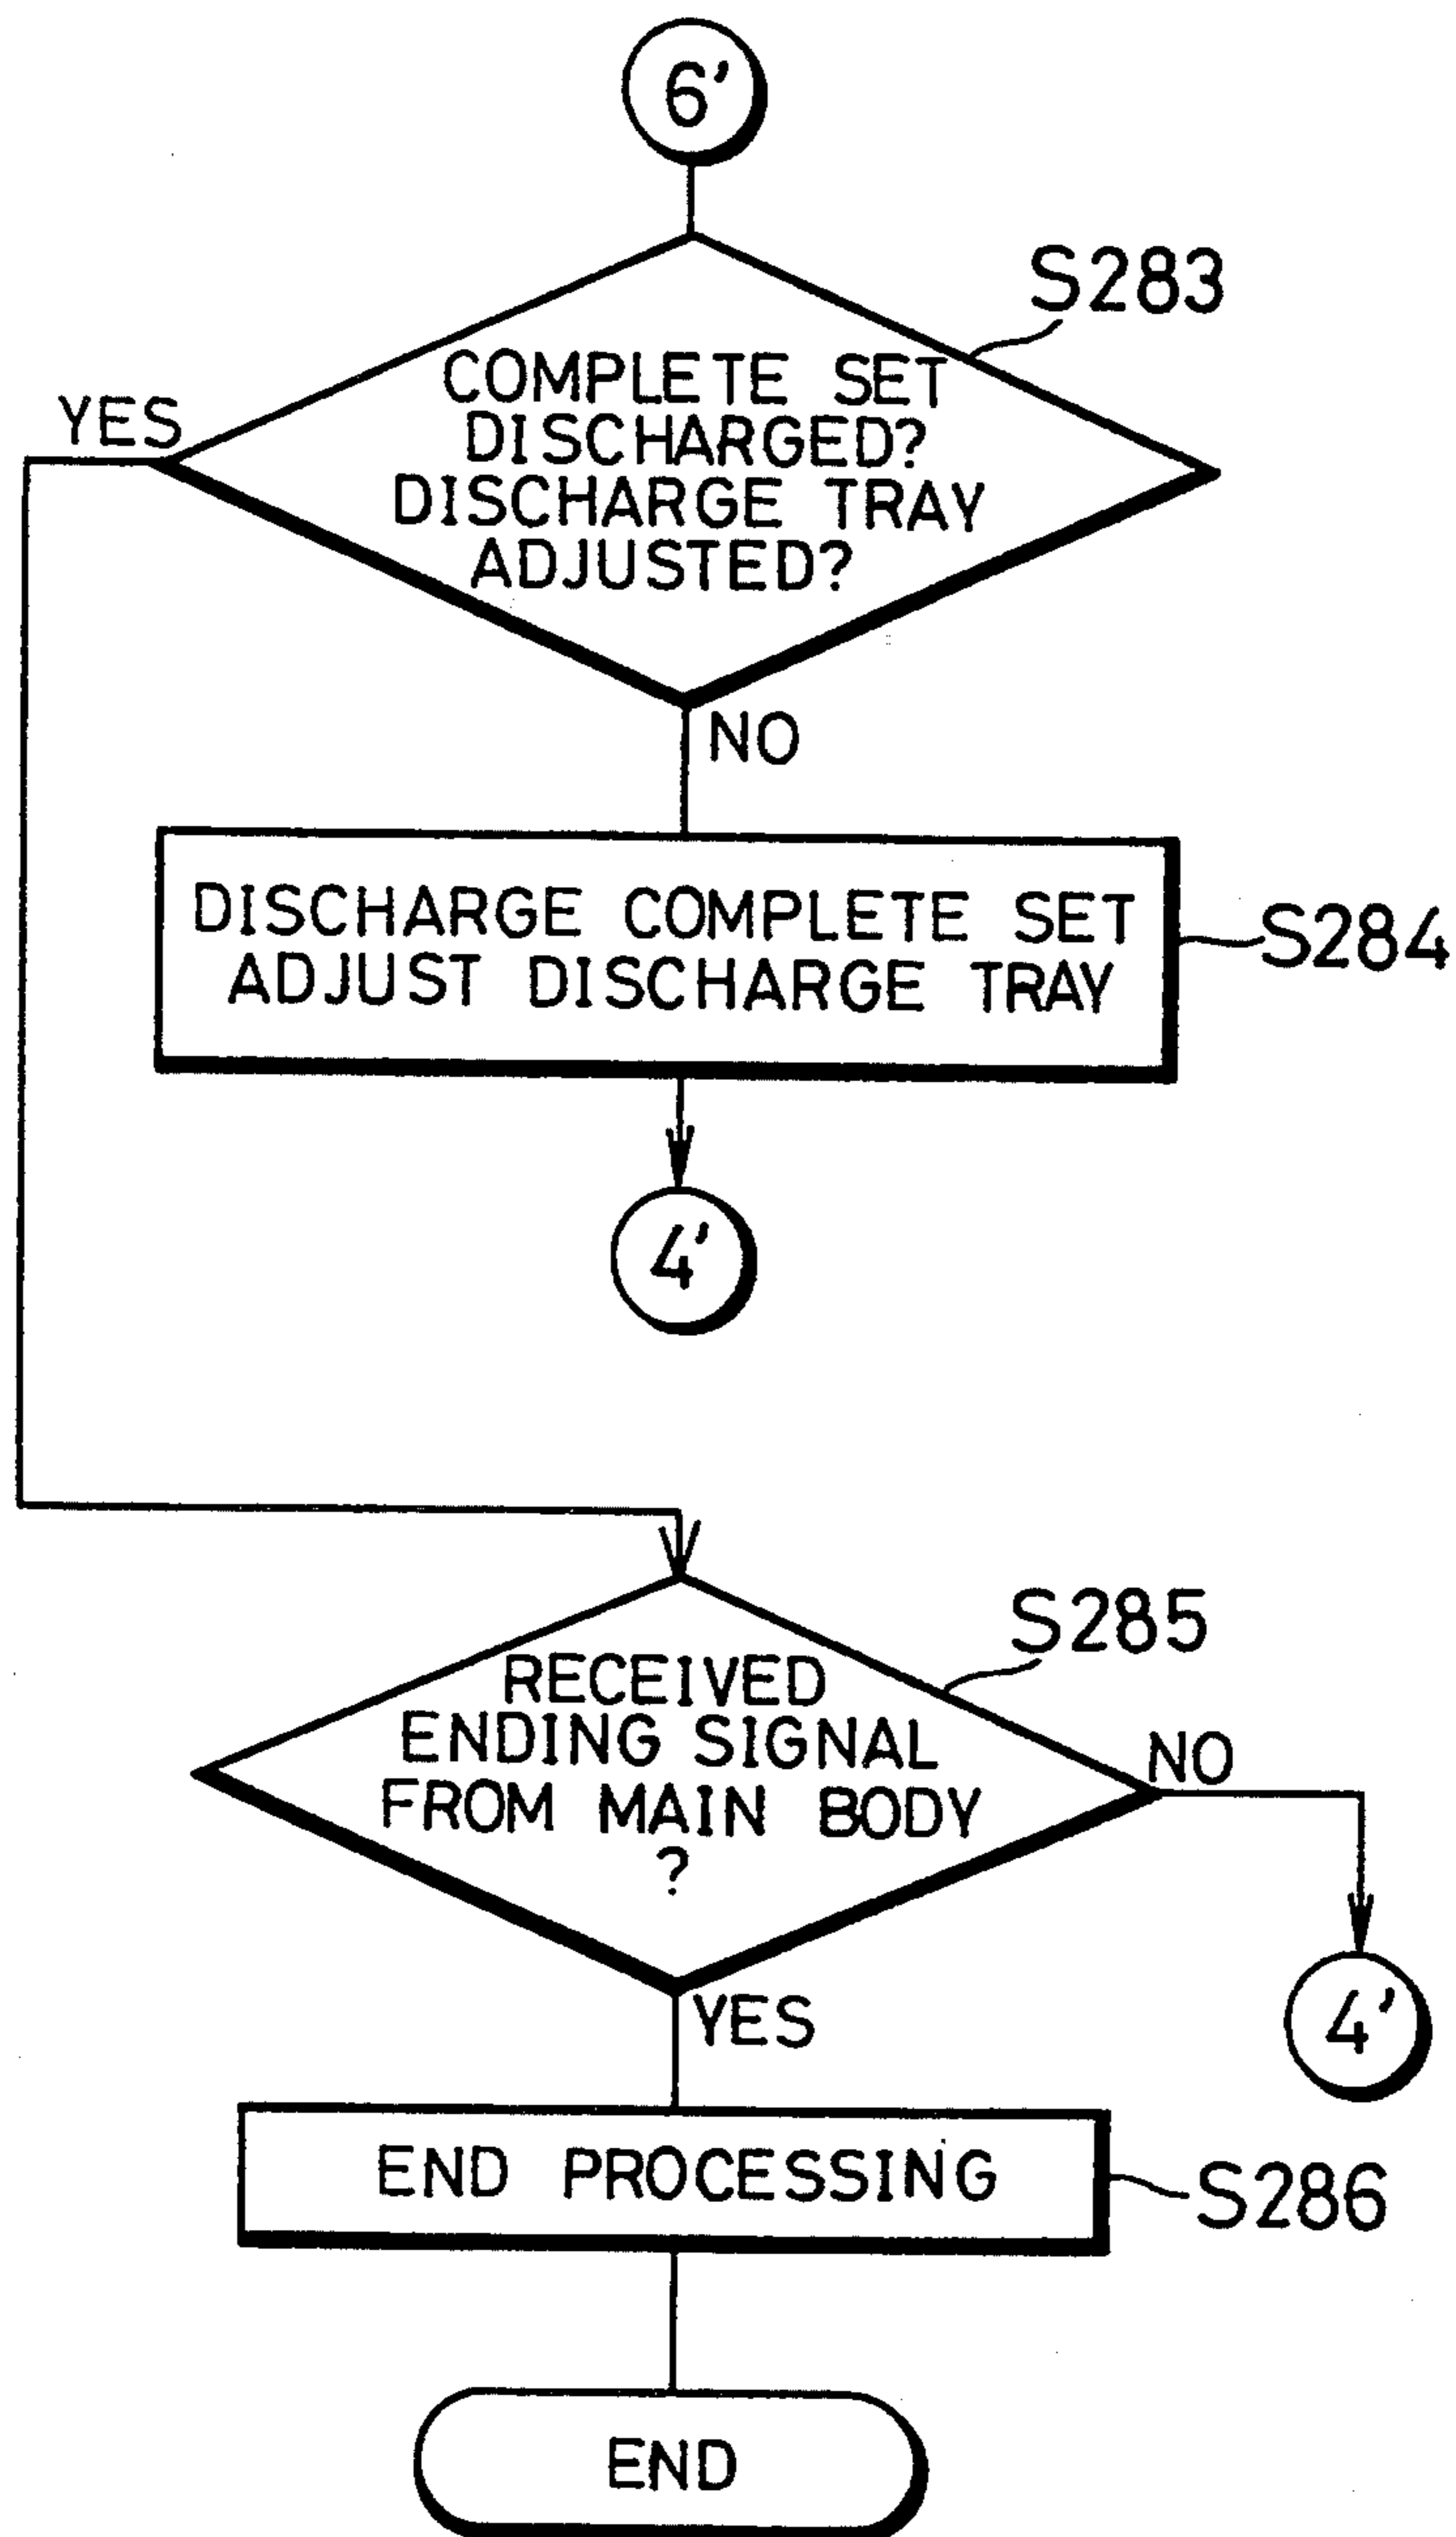 6'
S283
COMPLETE SET
DISCHARGED?
DISCHARGE TRAY
ADJUSTED?
YES
NO
DISCHARGE COMPLETE SET
ADJUST DISCHARGE TRAY
S284
4'
S285
RECEIVED
ENDING SIGNAL
FROM MAIN BODY
?
NO
4'
YES
END PROCESSING
S286
END